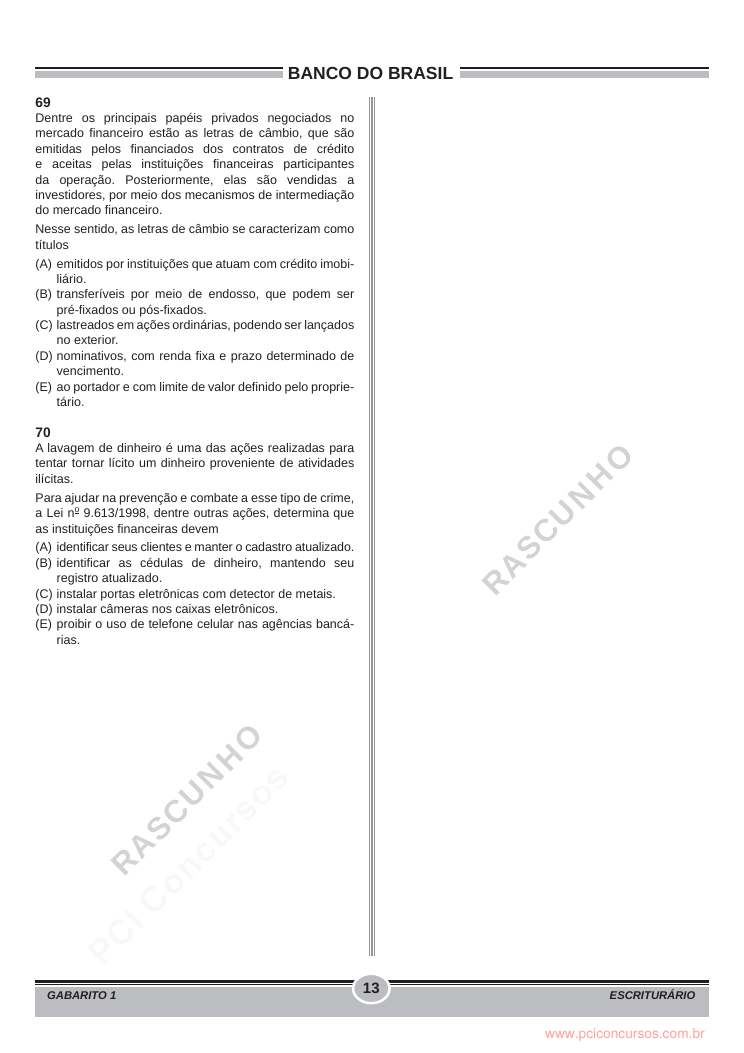 BANCO DO BRASIL
69
Dentre os principais papéis privados negociados no
mercado financeiro estão as letras de câmbio, que são
emitidas pelos financiados dos contratos de crédito
e aceitas pelas instituições financeiras participantes
da operação. Posteriormente, elas são vendidas a
investidores, por meio dos mecanismos de intermediação
do mercado financeiro.
Nesse sentido, as letras de câmbio se caracterizam como
títulos
(A) emitidos por instituições que atuam com crédito imobi-
liário.
(B) transferíveis por meio de endosso, que podem ser
pré-fixados ou pós-fixados.
(C) lastreados em ações ordinárias, podendo ser lançados
no exterior.
(D) nominativos, com renda fixa e prazo determinado de
vencimento.
(E) ao portador e com limite de valor definido pelo proprie-
tário.
70
A lavagem de dinheiro é uma das ações realizadas para
tentar tornar lícito um dinheiro proveniente de atividades
ilícitas.
Para ajudar na prevenção e combate a esse tipo de crime,
a Lei nº 9.613/1998, dentre outras ações, determina que
as instituições financeiras devem
(A) identificar seus clientes e manter o cadastro atualizado.
(B) identificar as cédulas de dinheiro, mantendo seu
registro atualizado.
(C) instalar portas eletrônicas com detector de metais.
(D) instalar câmeras nos caixas eletrônicos.
(E) proibir o uso de telefone celular nas agências bancá-
rias.
RASCUNHO
PCI Concursos
RASCUNHO
GABARITO 1
13
ESCRITURÁRIO
www.pciconcursos.com.br